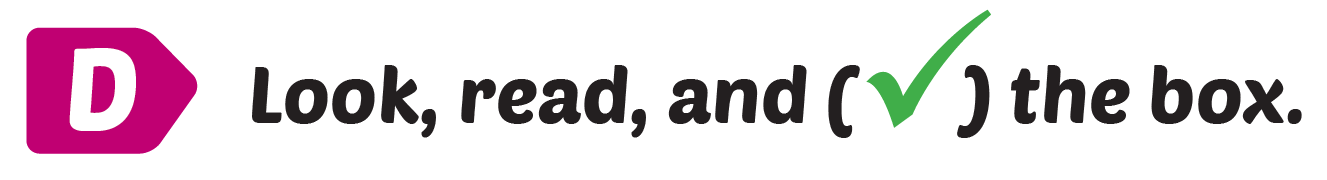 D Look, read, and (✓) the box.